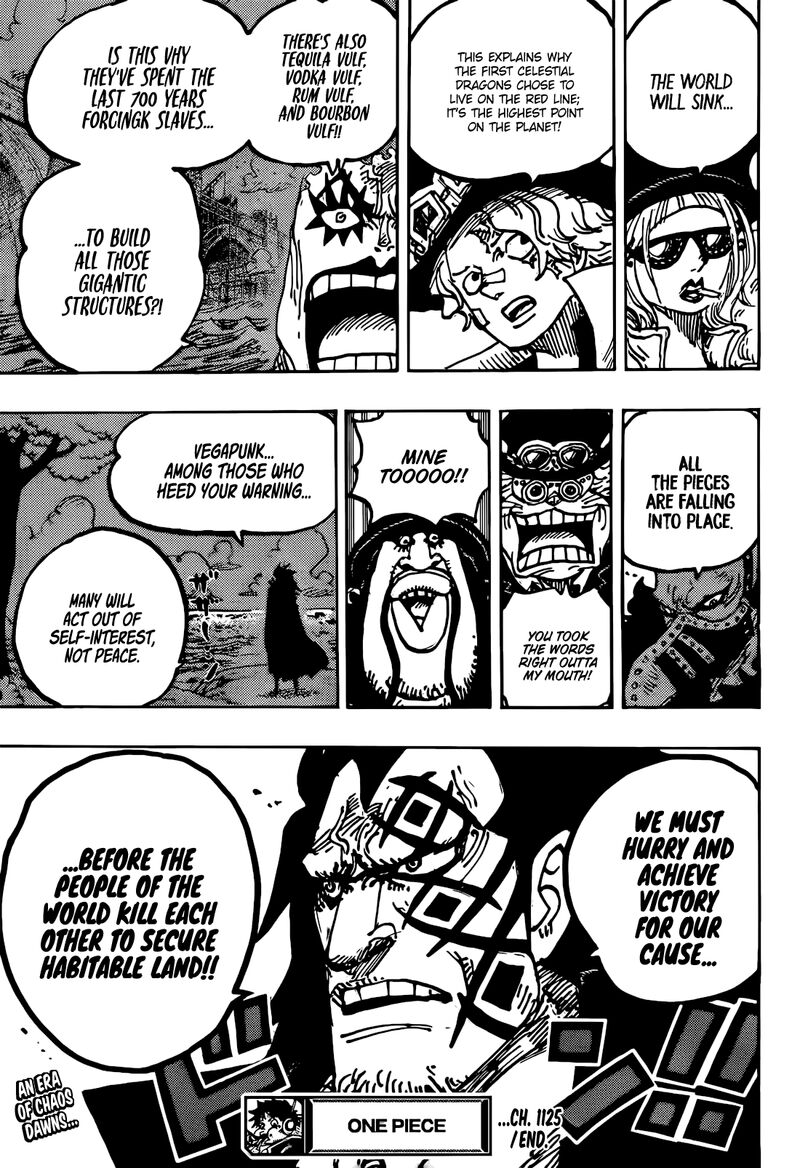 THE WORLD
WILL SINK...
THIS EXPLAINS WHY
THE FIRST CELESTIAL
DRAGONS CHOSE TO
LIVE ON THE RED LINE;
IT'S THE HIGHEST POINT
ON THE PLANET!
THERE'S ALSO
TEQUILA VULF,
VODKA VULF,
RUM VULF,
AND BOURBON
VULF!!
IS THIS VHY
THEY'VE SPENT THE
LAST 700 YEARS
FORCINGK SLAVES...
...TO BUILD
ALL THOSE
GIGANTIC
STRUCTURES?!
ALL
THE PIECES
ARE FALLING
INTO PLACE.
YOU TOOK
THE WORDS
RIGHT OUTTA
MY MOUTH!
MINE
TOOOOO!!
VEGAPUNK...
AMONG THOSE WHO
HEED YOUR WARNING...
MANY WILL
ACT OUT OF
SELF-INTEREST,
NOT PEACE.
WE MUST
HURRY AND
ACHIEVE
VICTORY
FOR OUR
CAUSE...
...BEFORE THE
PEOPLE OF THE
WORLD KILL EACH
OTHER TO SECURE
HABITABLE LAND!!
ドン!!
AN ERA
OF CHAOS
DAWNS...
ONE PIECE
...CH. 1125
/ END.